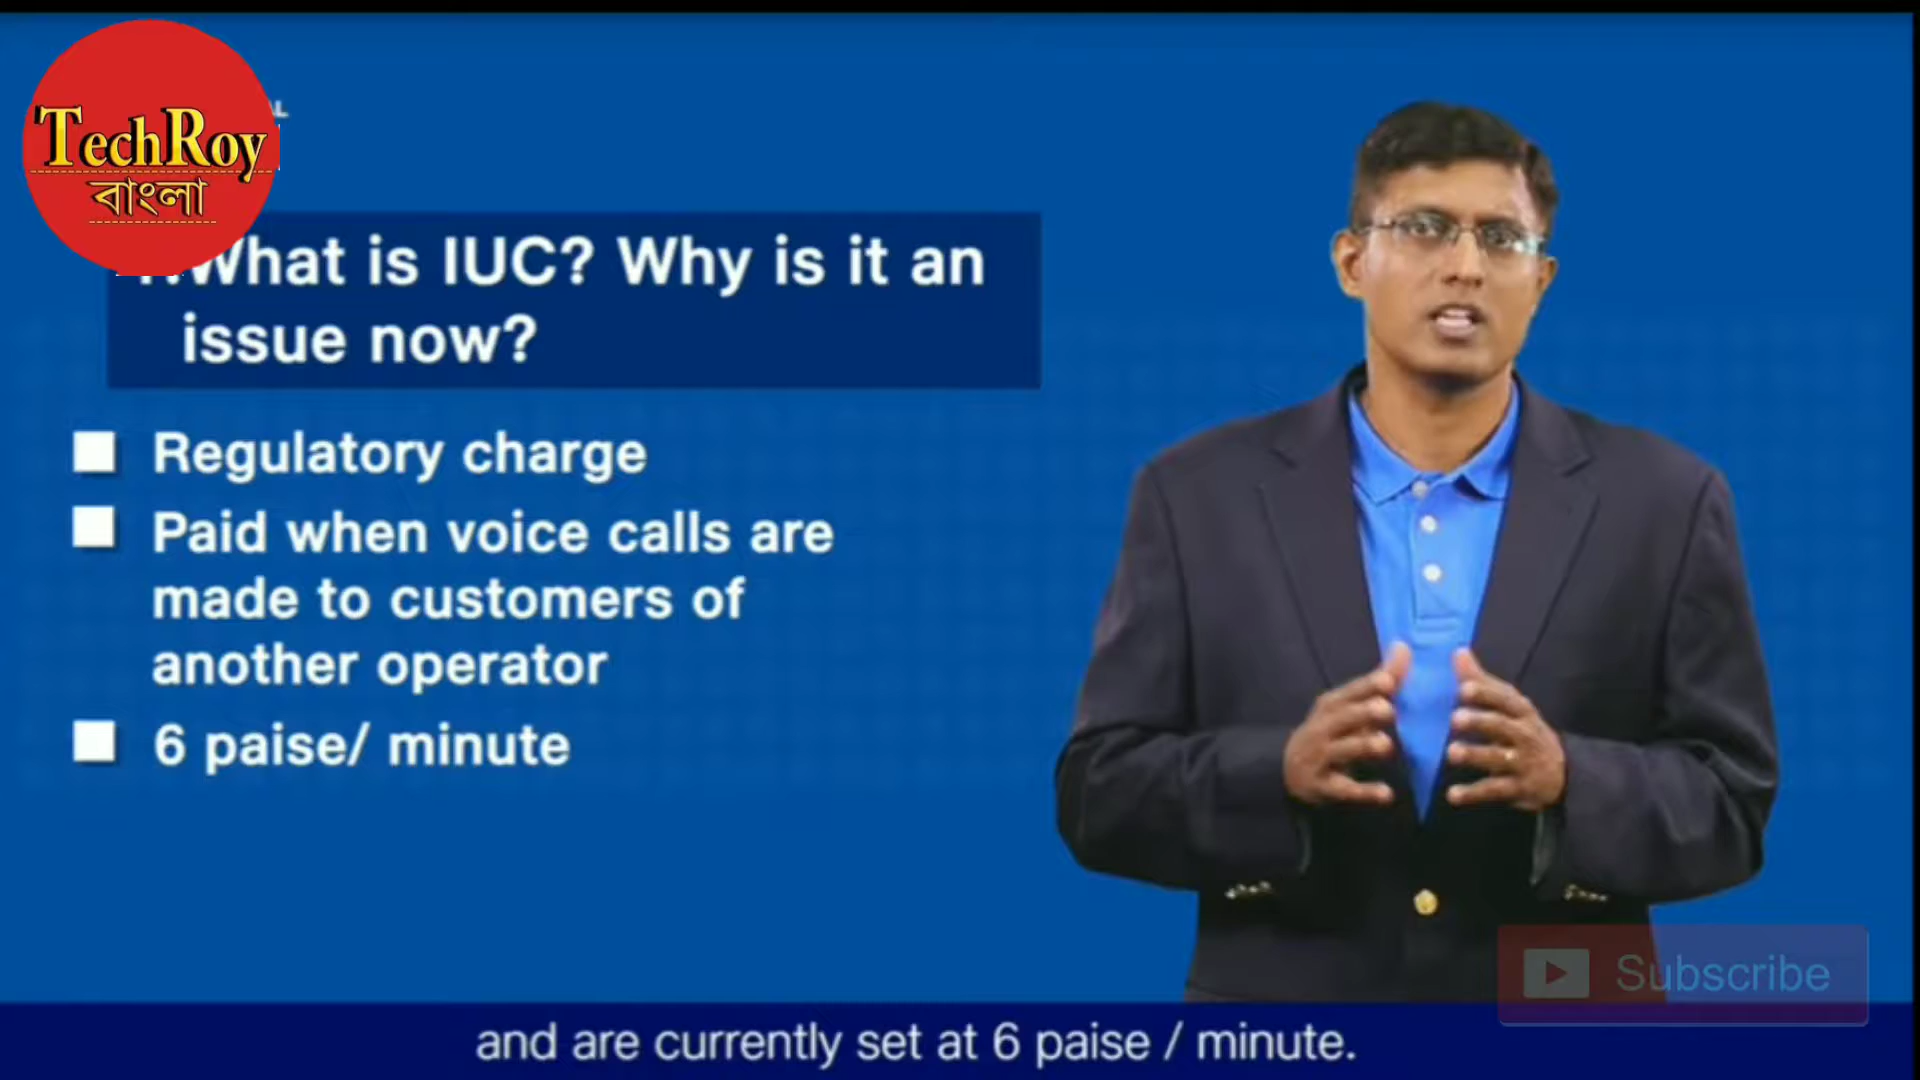 TechRoy
বাংলা
What is IUC? Why is it an
issue now?
Regulatory charge
Paid when voice calls are
made to customers of
another operator
6 paise/ minute
Subscribe
and are currently set at 6 paise / minute.